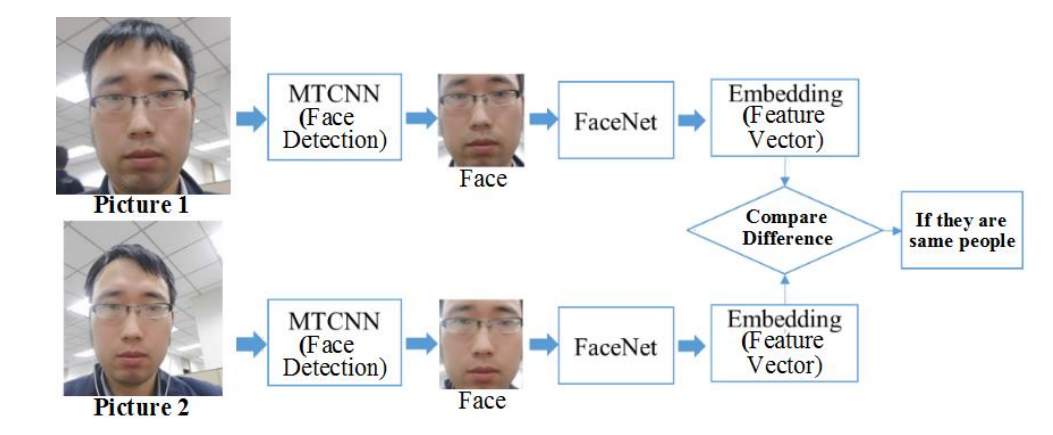 MTCNN
(Face
Detection)
Face
FaceNet
Embedding
(Feature
Vector)
Picture 1
Compare
Difference
If they are
same people
MTCNN
(Face
Detection)
Face
FaceNet
Embedding
(Feature
Vector)
Picture 2